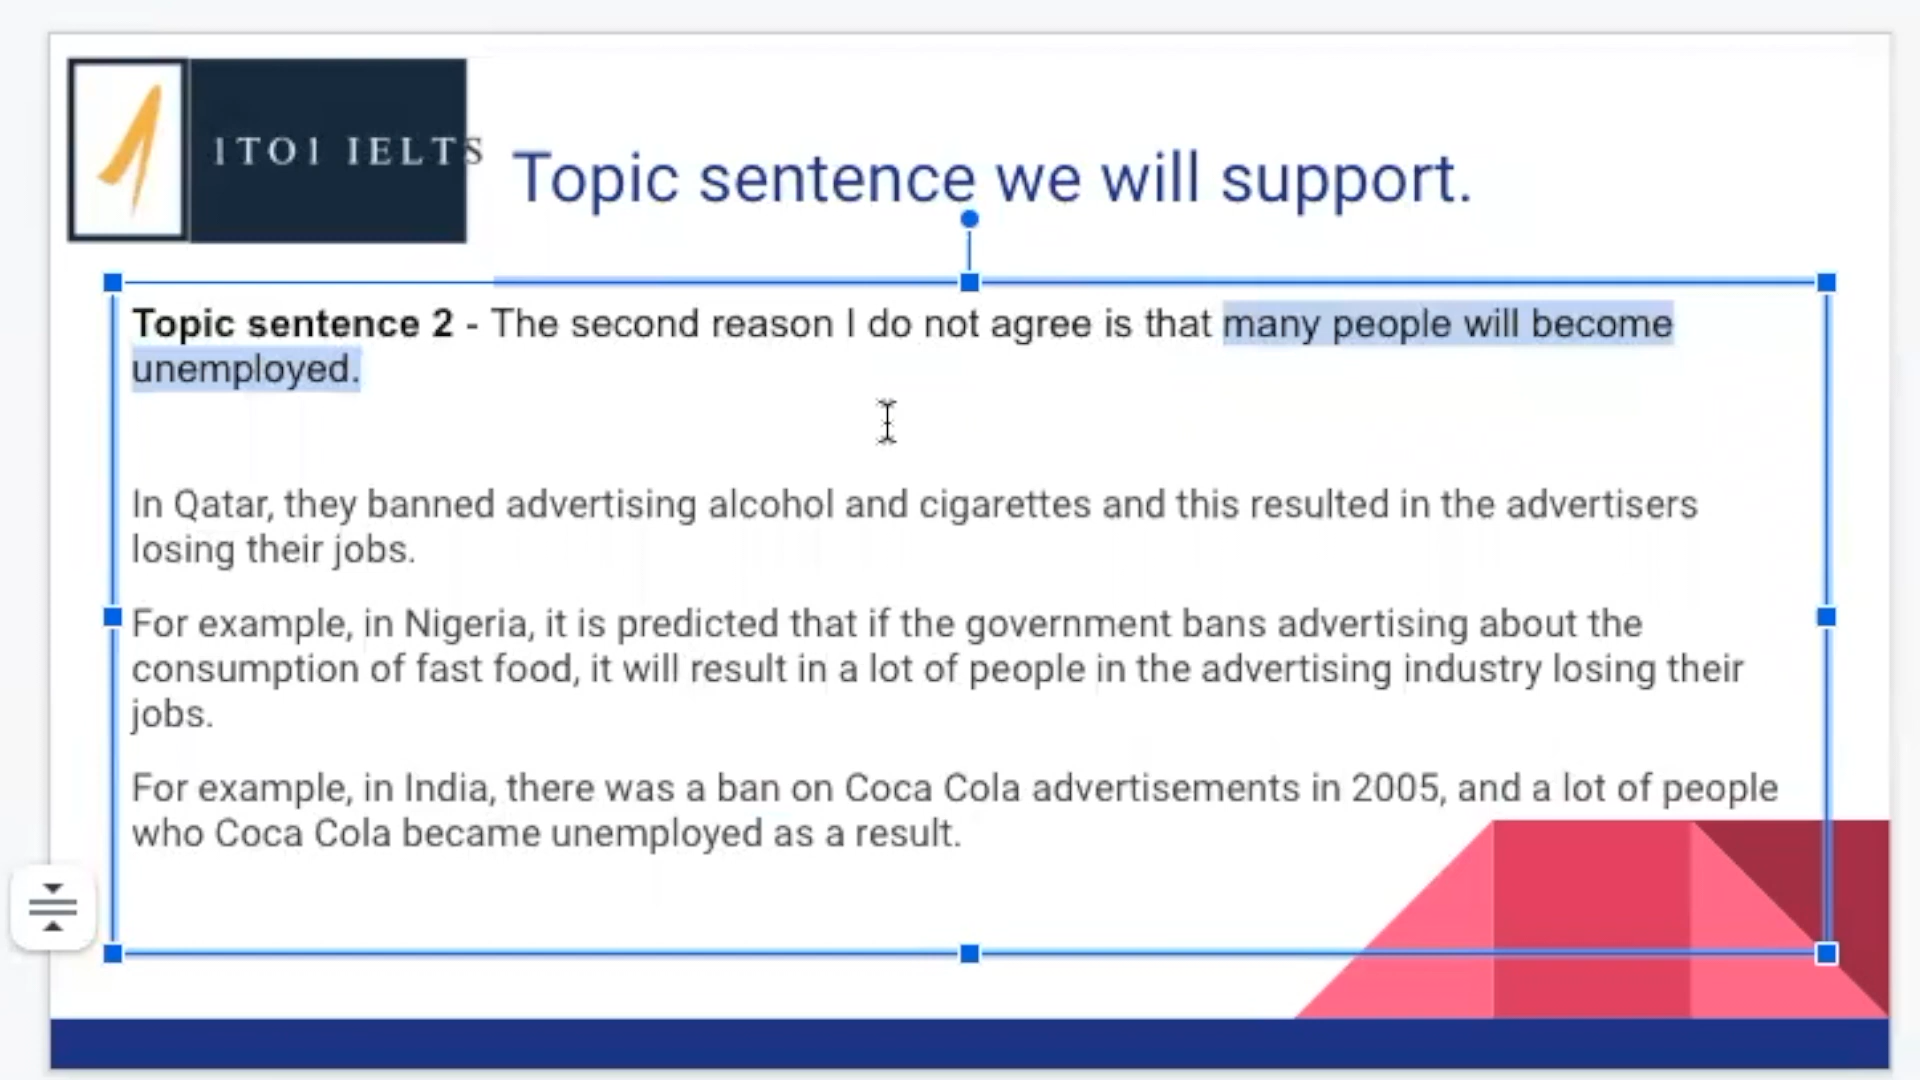 1TO1 IELTS
Topic sentence we will support.
Topic sentence 2 - The second reason I do not agree is that many people will become
unemployed.
In Qatar, they banned advertising alcohol and cigarettes and this resulted in the advertisers
losing their jobs.
For example, in Nigeria, it is predicted that if the government bans advertising about the
consumption of fast food, it will result in a lot of people in the advertising industry losing their
jobs.
For example, in India, there was a ban on Coca Cola advertisements in 2005, and a lot of people
who Coca Cola became unemployed as a result.